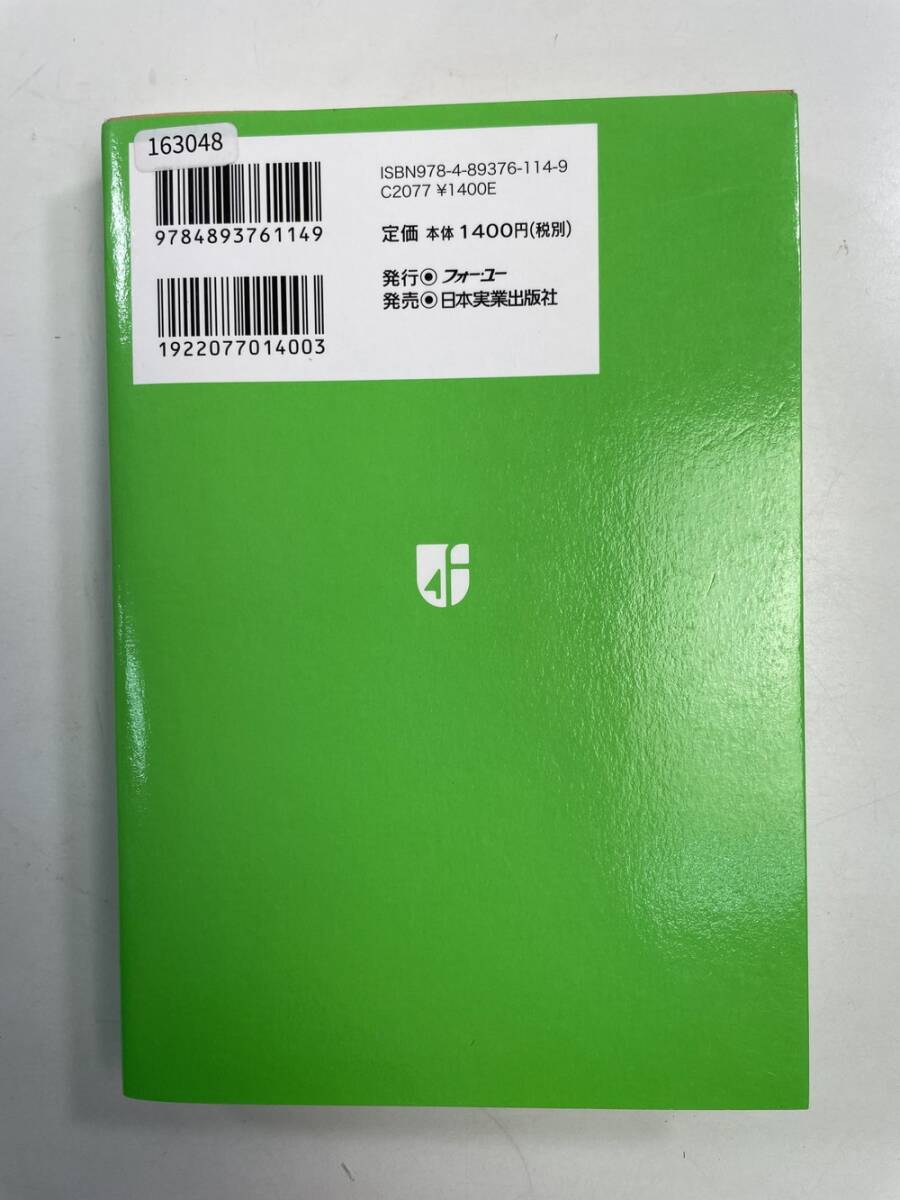 163048
ISBN978-4-89376-114-9
C2077 ¥1400E
9784893761149
定価 本体1400円(税別)
発行◉フォー・ユー
発売◉日本実業出版社
1922077014003